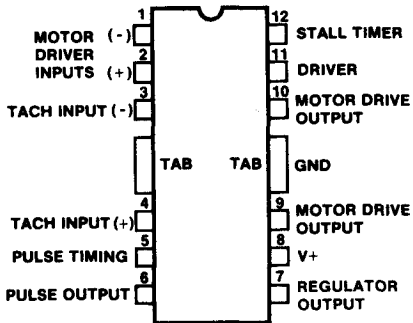 1
MOTOR (-)
DRIVER
2
INPUTS (+)
3
TACH INPUT (-)
TAB
4
TACH INPUT (+)
5
PULSE TIMING
6
PULSE OUTPUT
12
STALL TIMER
11
DRIVER
10
MOTOR DRIVE
OUTPUT
TAB
GND
9
MOTOR DRIVE
OUTPUT
8
V+
7
REGULATOR
OUTPUT